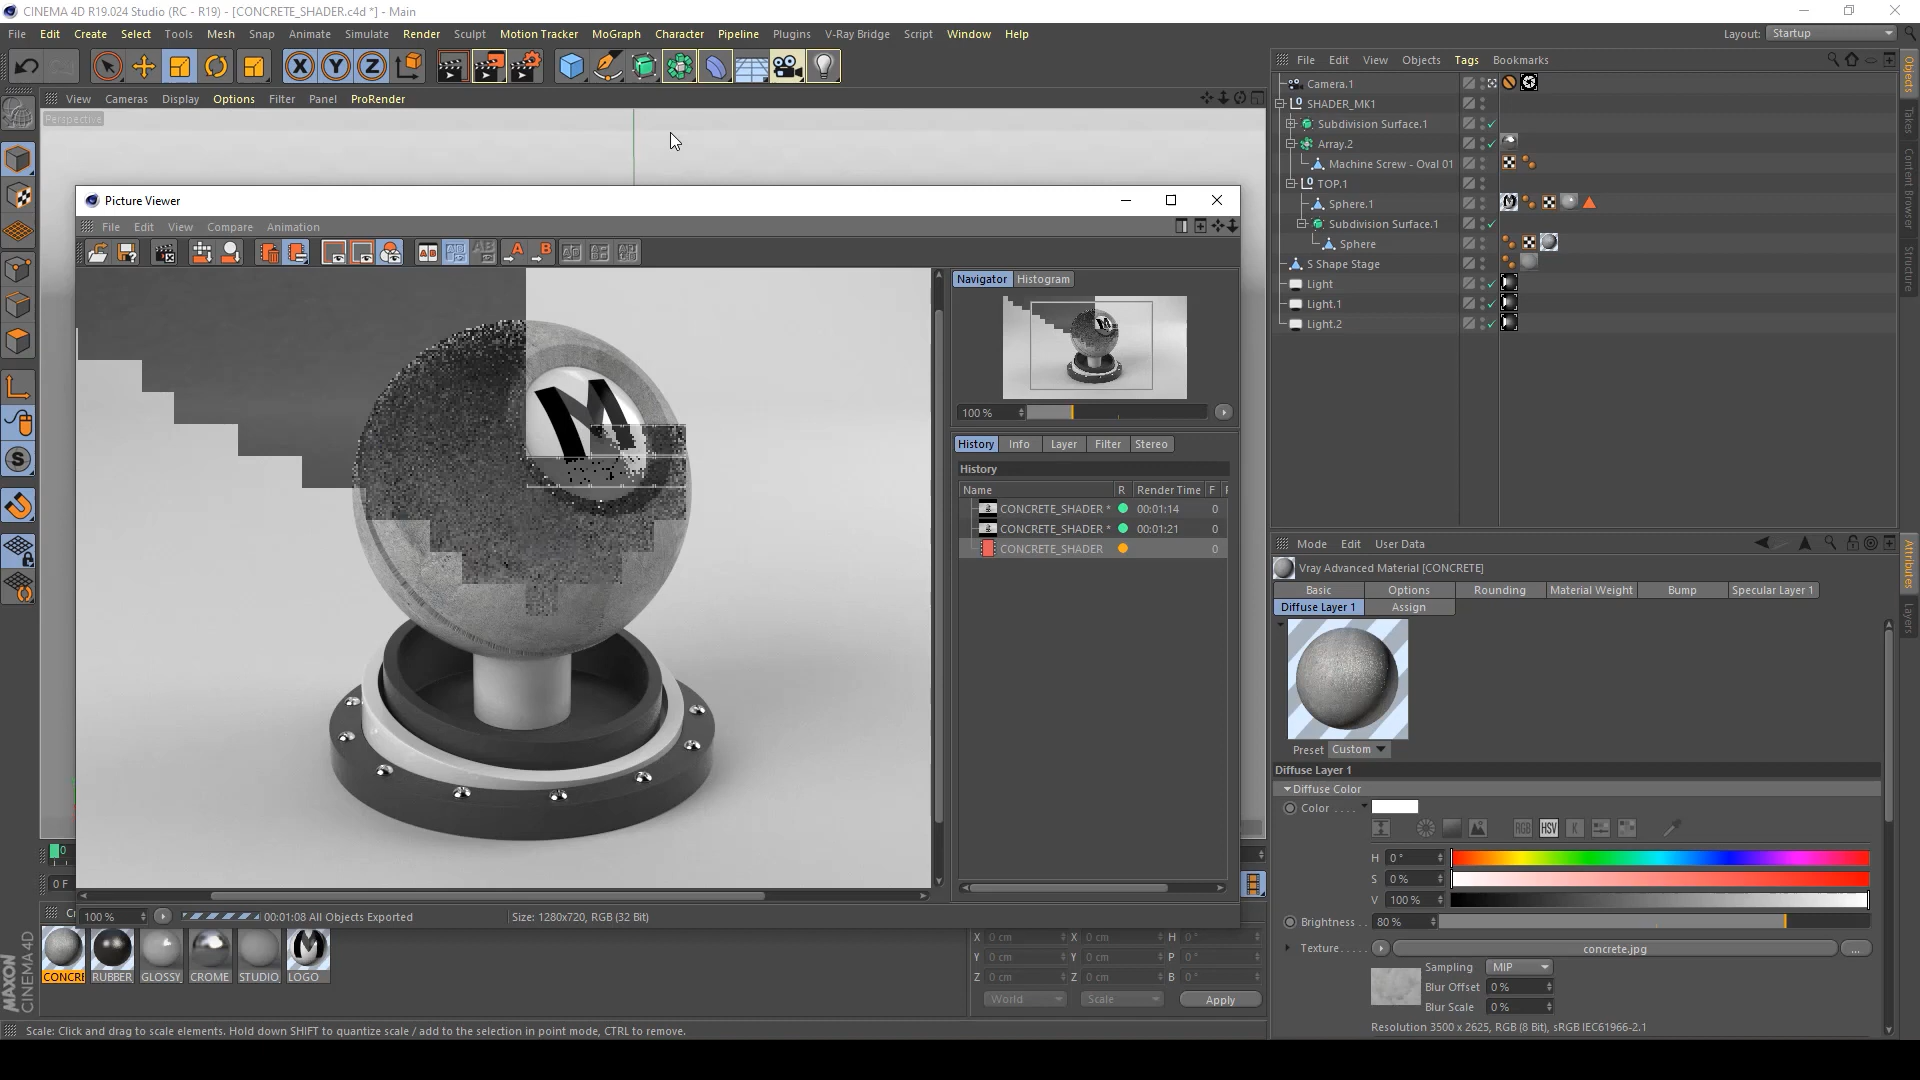 CINEMA 4D R19.024 Studio (RC - R19) - [CONCRETE_SHADER.c4d *] - Main
File Edit Create Select Tools Mesh Snap Animate Simulate Render Sculpt Motion Tracker MoGraph Character Pipeline Plugins V-Ray Bridge Script Window Help
Layout: Startup
View Cameras Display Options Filter Panel ProRender
Perspective
Picture Viewer
File Edit View Compare Animation
Navigator Histogram
100 %
History Info Layer Filter Stereo
History
Name R Render Time F
CONCRETE_SHADER * 00:01:14 0
CONCRETE_SHADER * 00:01:21 0
CONCRETE_SHADER 0
100 % 00:01:08 All Objects Exported Size: 1280x720, RGB (32 Bit)
0
0 F
CONCRE RUBBER GLOSSY CROME STUDIO LOGO
X 0 cm X 0 cm H 0 °
Y 0 cm Y 0 cm P 0 °
Z 0 cm Z 0 cm B 0 °
World Scale Apply
MAXON
CINEMA 4D
Scale: Click and drag to scale elements. Hold down SHIFT to quantize scale / add to the selection in point mode, CTRL to remove.
File Edit View Objects Tags Bookmarks
Camera.1
SHADER_MK1
Subdivision Surface.1
Array.2
Machine Screw - Oval 01
TOP.1
Sphere.1
Subdivision Surface.1
Sphere
S Shape Stage
Light
Light.1
Light.2
Objects
Takes
Content Browser
Structure
Mode Edit User Data
Vray Advanced Material [CONCRETE]
Basic Options Rounding Material Weight Bump Specular Layer 1
Diffuse Layer 1 Assign
Preset Custom
Diffuse Layer 1
Diffuse Color
Color . . . .
RGB HSV K
H 0 °
S 0 %
V 100 %
Brightness . . 80 %
Texture. . . . . concrete.jpg ...
Sampling MIP
Blur Offset 0 %
Blur Scale 0 %
Resolution 3500 x 2625, RGB (8 Bit), sRGB IEC61966-2.1
Attributes
Layers